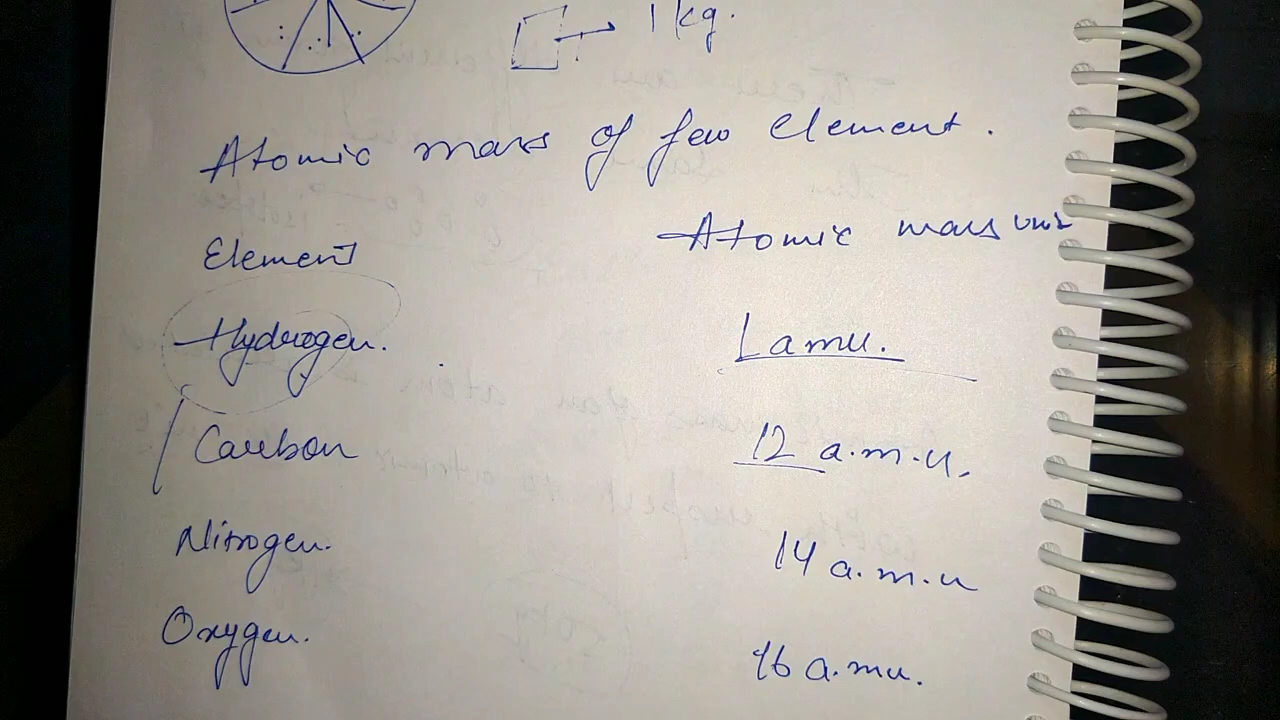 1 kg.
Atomic mass of few element.
Element Atomic mass unit
Hydrogen. 1 amu.
Carbon 12 a.m.u.
Nitrogen. 14 a.m.u
Oxygen. 16 a.mu.